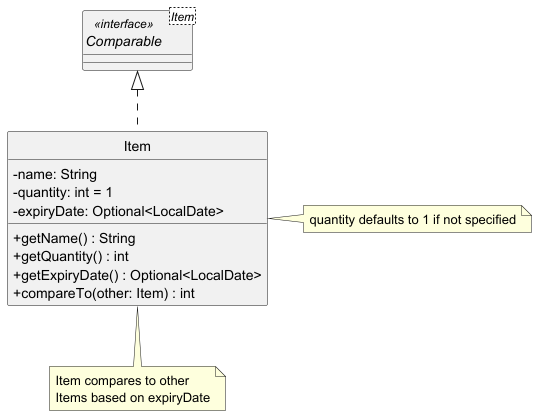 «interface»
Comparable
Item
Item
-name: String
-quantity: int = 1
-expiryDate: Optional<LocalDate>
+getName() : String
+getQuantity() : int
+getExpiryDate() : Optional<LocalDate>
+compareTo(other: Item) : int
quantity defaults to 1 if not specified
Item compares to other
Items based on expiryDate